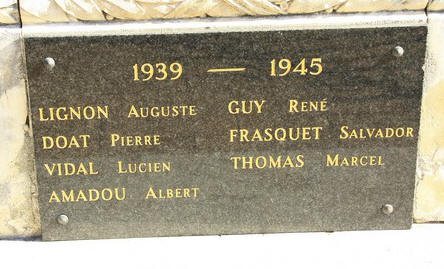 1939 — 1945
LIGNON AUGUSTE
DOAT PIERRE
VIDAL LUCIEN
AMADOU ALBERT
GUY RENÉ
FRASQUET SALVADOR
THOMAS MARCEL